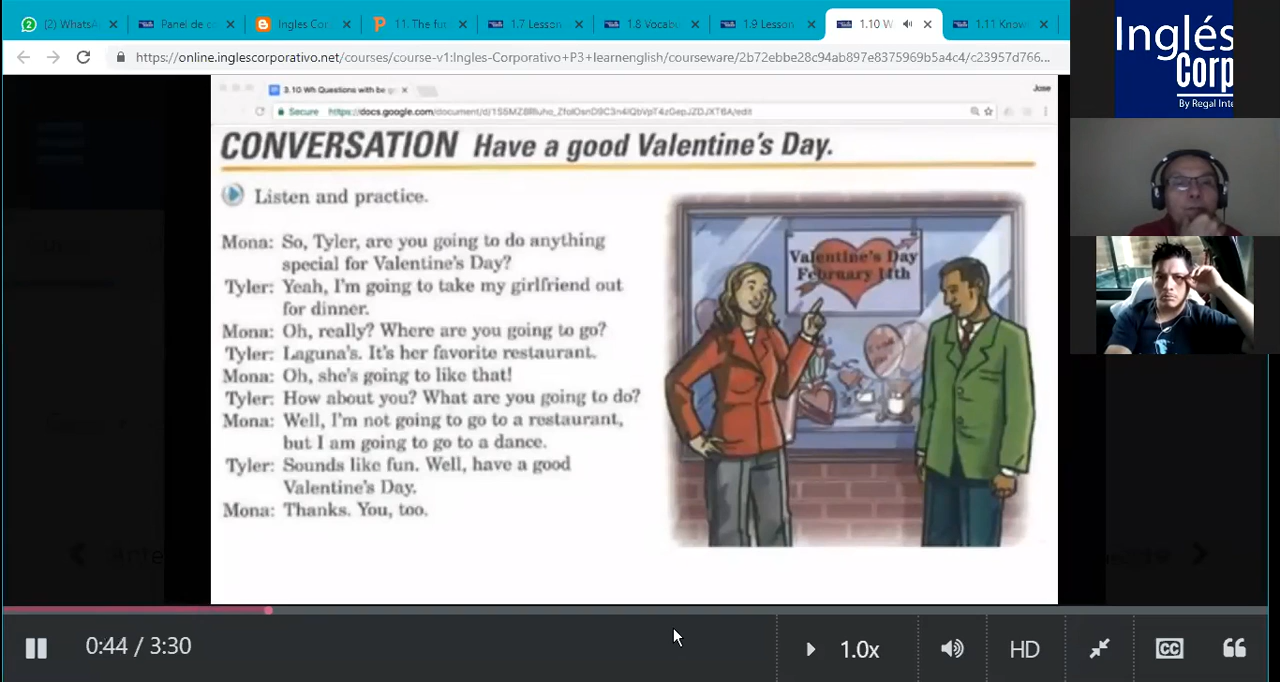 (2) WhatsA
Panel de c
Ingles Cor
11. The fu
1.7 Lesson
1.8 Vocabu
1.9 Lesson
1.10 W
1.11 Know
https://online.inglescorporativo.net/courses/course-v1:Ingles-Corporativo+P3+learnenglish/courseware/2b72ebbe28c94ab897e8375969b5a4c4/c23957d766...
Inglés
Corp
By Regal Inte
3.10 Wh Questions with be
Jose
Secure
CONVERSATION Have a good Valentine's Day.
Listen and practice.
Mona: So, Tyler, are you going to do anything
special for Valentine's Day?
Tyler: Yeah, I'm going to take my girlfriend out
for dinner.
Mona: Oh, really? Where are you going to go?
Tyler: Laguna's. It's her favorite restaurant.
Mona: Oh, she's going to like that!
Tyler: How about you? What are you going to do?
Mona: Well, I'm not going to go to a restaurant,
but I am going to go to a dance.
Tyler: Sounds like fun. Well, have a good
Valentine's Day.
Mona: Thanks. You, too.
Valentine's Day
February 14th
0:44 / 3:30
1.0x
HD
CC